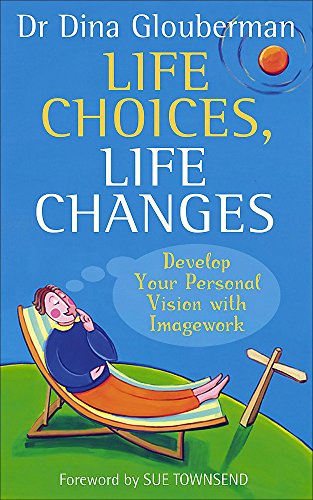 Dr Dina Glouberman
LIFE
CHOICES,
LIFE
CHANGES
Develop
Your Personal
Vision with
Imagework
Foreword by SUE TOWNSEND